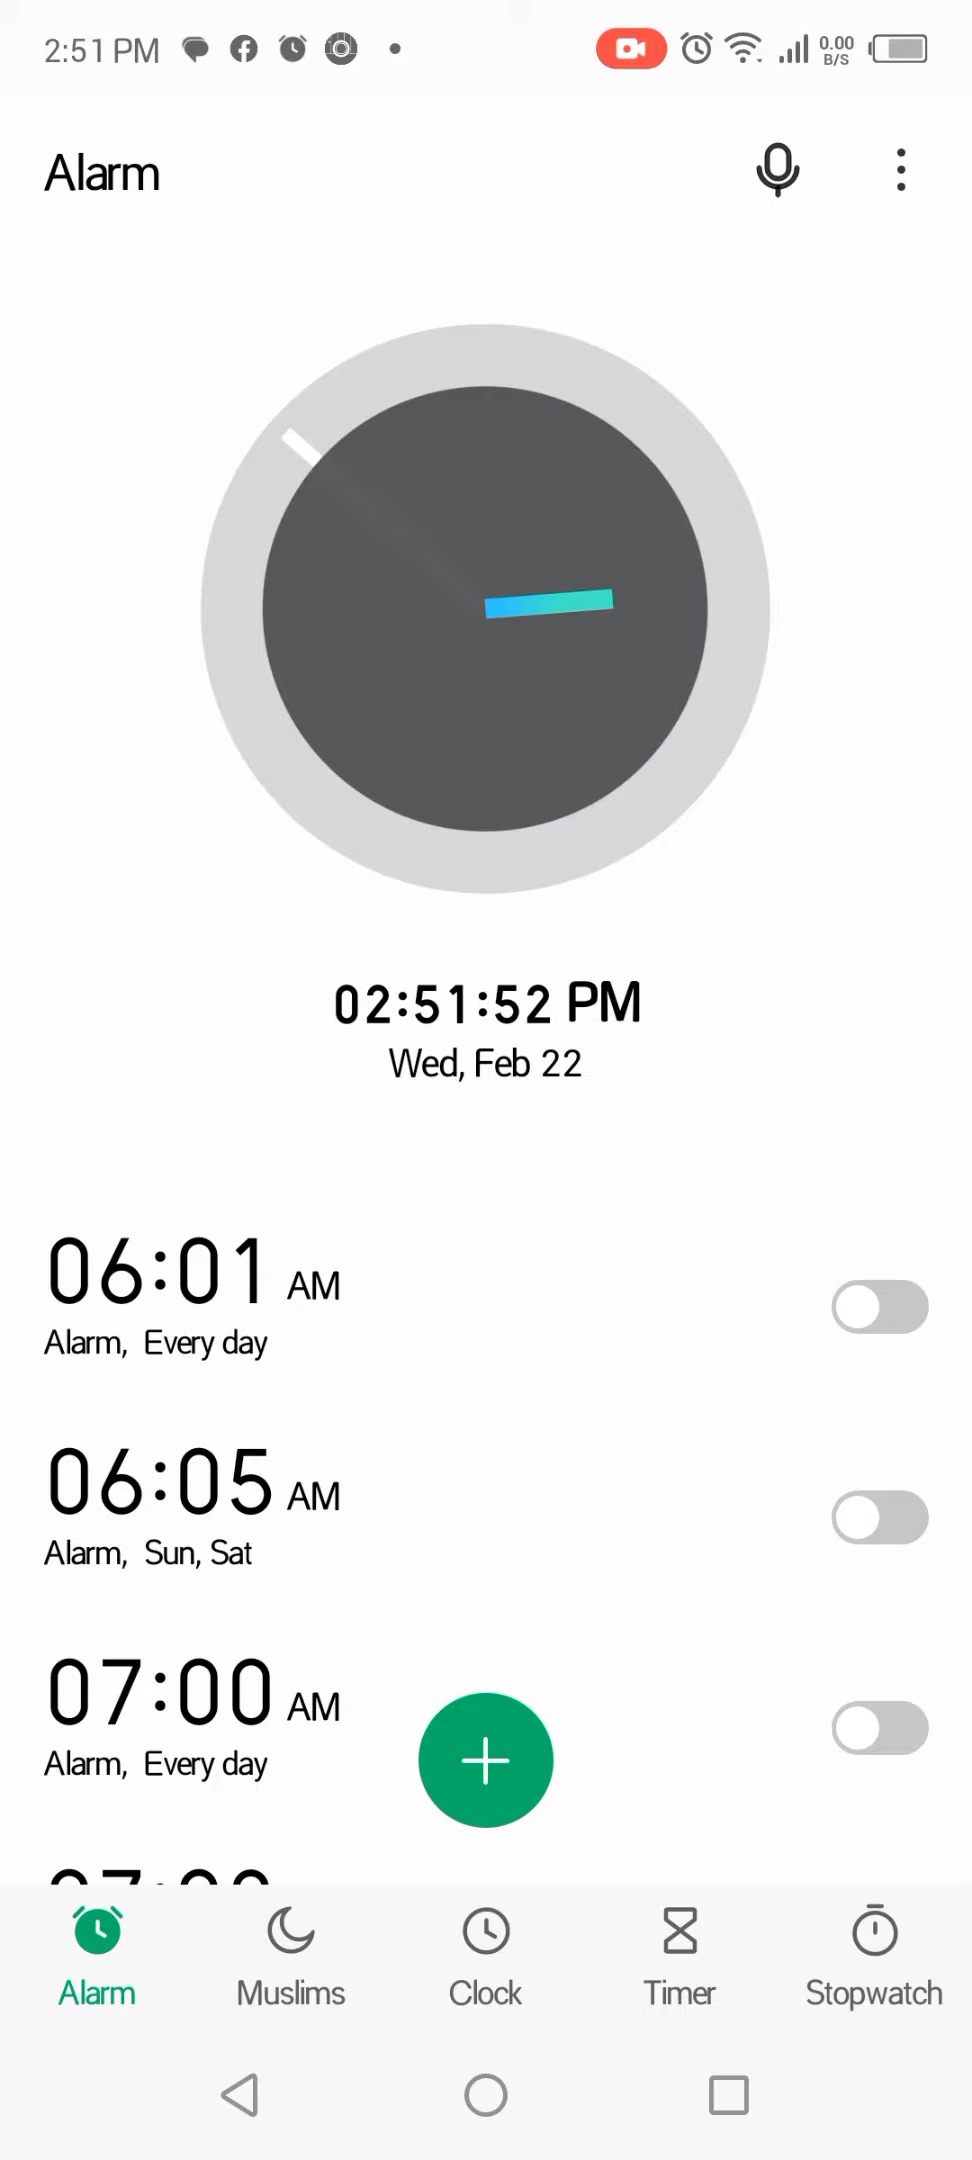 2:51 PM
0.00
B/S
Alarm
02:51:52 PM
Wed, Feb 22
06:01 AM
Alarm, Every day
06:05 AM
Alarm, Sun, Sat
07:00 AM
Alarm, Every day
Alarm
Muslims
Clock
Timer
Stopwatch